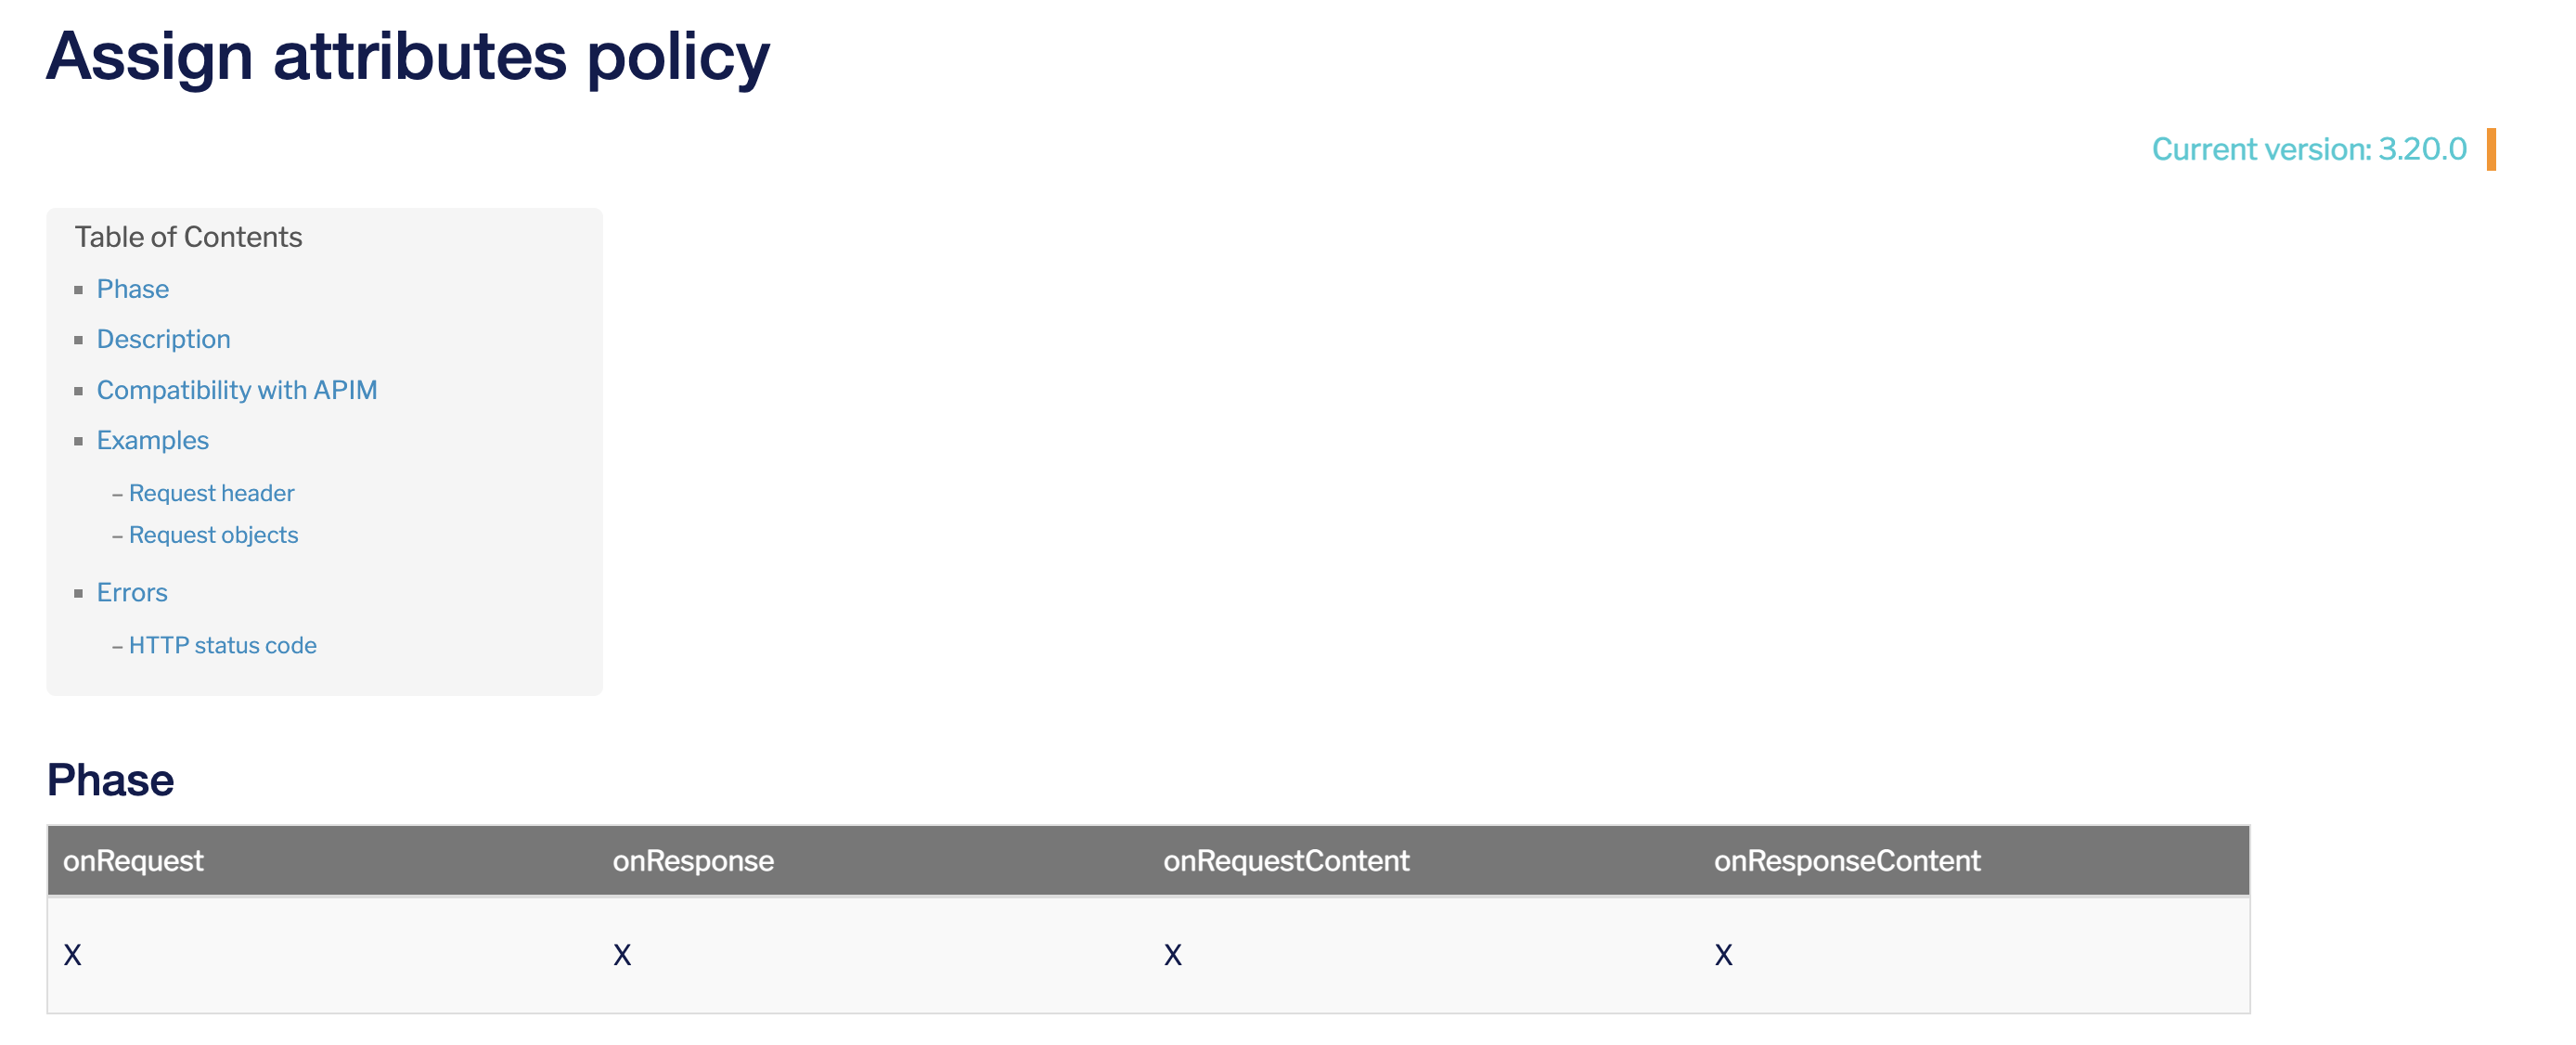 Assign attributes policy
Current version: 3.20.0
Table of Contents
Phase
Description
Compatibility with APIM
Examples
– Request header
– Request objects
Errors
– HTTP status code
Phase
onRequest onResponse onRequestContent onResponseContent
X X X X